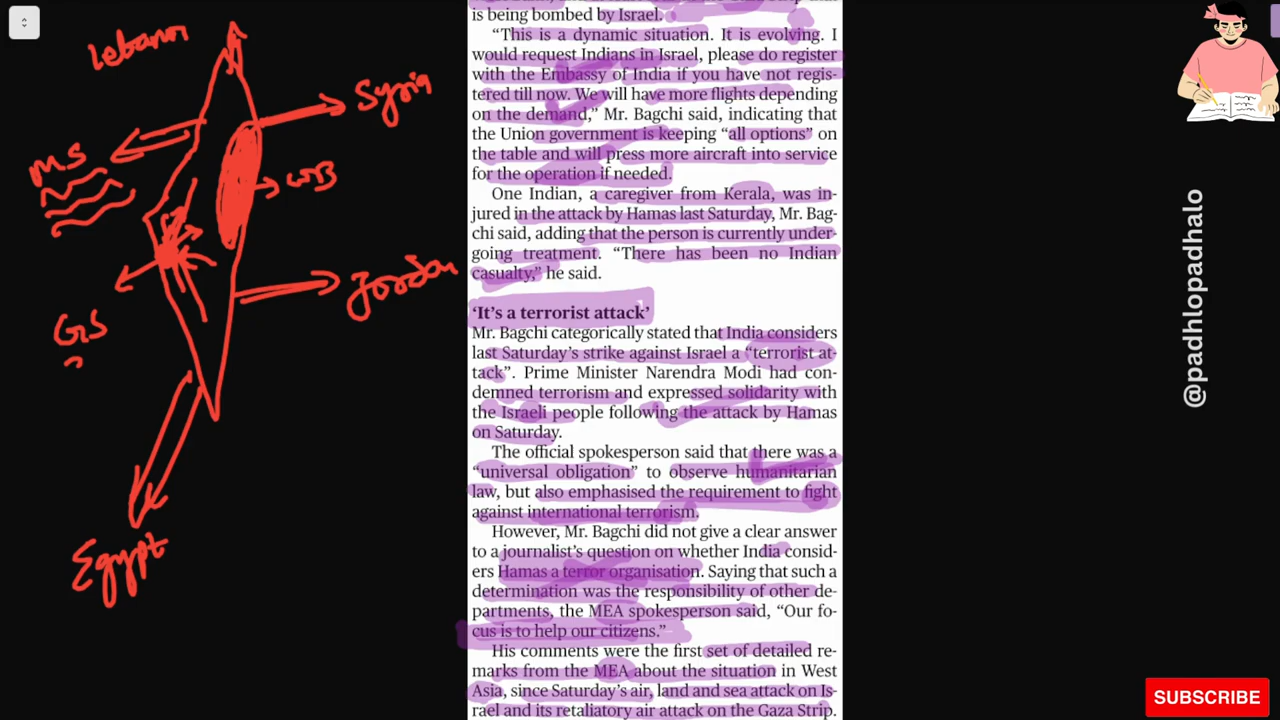 Lebanon
Syria
MS
WB
Jordan
GS
Egypt
is being bombed by Israel.
“This is a dynamic situation. It is evolving. I
would request Indians in Israel, please do register
with the Embassy of India if you have not regis-
tered till now. We will have more flights depending
on the demand,” Mr. Bagchi said, indicating that
the Union government is keeping “all options” on
the table and will press more aircraft into service
for the operation if needed.
One Indian, a caregiver from Kerala, was in-
jured in the attack by Hamas last Saturday, Mr. Bag-
chi said, adding that the person is currently under-
going treatment. “There has been no Indian
casualty,” he said.
‘It’s a terrorist attack’
Mr. Bagchi categorically stated that India considers
last Saturday’s strike against Israel a “terrorist at-
tack”. Prime Minister Narendra Modi had con-
demned terrorism and expressed solidarity with
the Israeli people following the attack by Hamas
on Saturday.
The official spokesperson said that there was a
“universal obligation” to observe humanitarian
law, but also emphasised the requirement to fight
against international terrorism.
However, Mr. Bagchi did not give a clear answer
to a journalist’s question on whether India consid-
ers Hamas a terror organisation. Saying that such a
determination was the responsibility of other de-
partments, the MEA spokesperson said, “Our fo-
cus is to help our citizens.”
His comments were the first set of detailed re-
marks from the MEA about the situation in West
Asia, since Saturday’s air, land and sea attack on Is-
rael and its retaliatory air attack on the Gaza Strip.
@padhlopadhalo
SUBSCRIBE